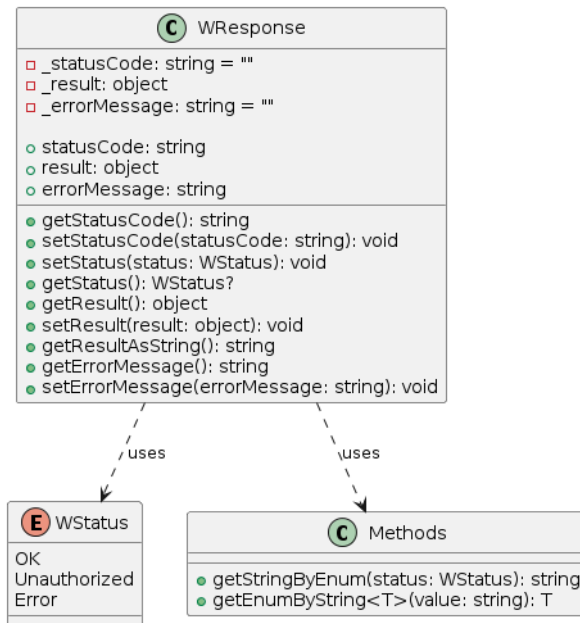 C WResponse
_statusCode: string = ""
_result: object
_errorMessage: string = ""
statusCode: string
result: object
errorMessage: string
getStatusCode(): string
setStatusCode(statusCode: string): void
setStatus(status: WStatus): void
getStatus(): WStatus?
getResult(): object
setResult(result: object): void
getResultAsString(): string
getErrorMessage(): string
setErrorMessage(errorMessage: string): void
uses
uses
E WStatus
OK
Unauthorized
Error
C Methods
getStringByEnum(status: WStatus): string
getEnumByString<T>(value: string): T